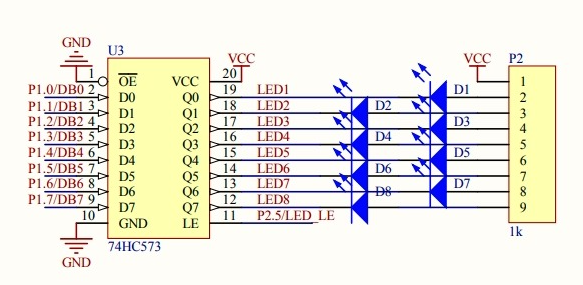 GND
U3
VCC
VCC
P2
1
OE
VCC
20
1
P1.0/DB0
2
D0
Q0
19
LED1
D1
2
P1.1/DB1
3
D1
Q1
18
LED2
D2
3
P1.2/DB2
4
D2
Q2
17
LED3
D3
4
P1.3/DB3
5
D3
Q3
16
LED4
D4
5
P1.4/DB4
6
D4
Q4
15
LED5
D5
6
P1.5/DB5
7
D5
Q5
14
LED6
D6
7
P1.6/DB6
8
D6
Q6
13
LED7
D7
8
P1.7/DB7
9
D7
Q7
12
LED8
D8
9
10
GND
LE
11
P2.5/LED_LE
GND
74HC573
1k